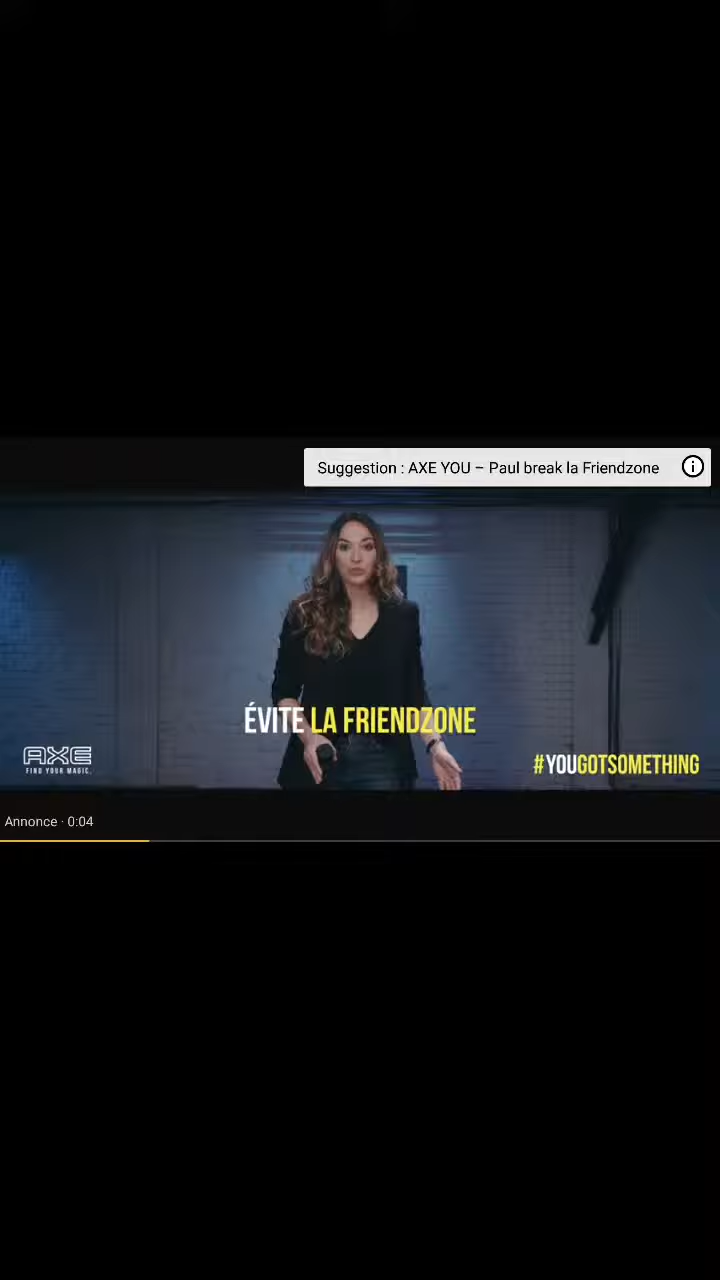 Suggestion : AXE YOU – Paul break la Friendzone
ÉVITE LA FRIENDZONE
AXE
FIND YOUR MAGIC.
#YOUGOTSOMETHING
Annonce · 0:04